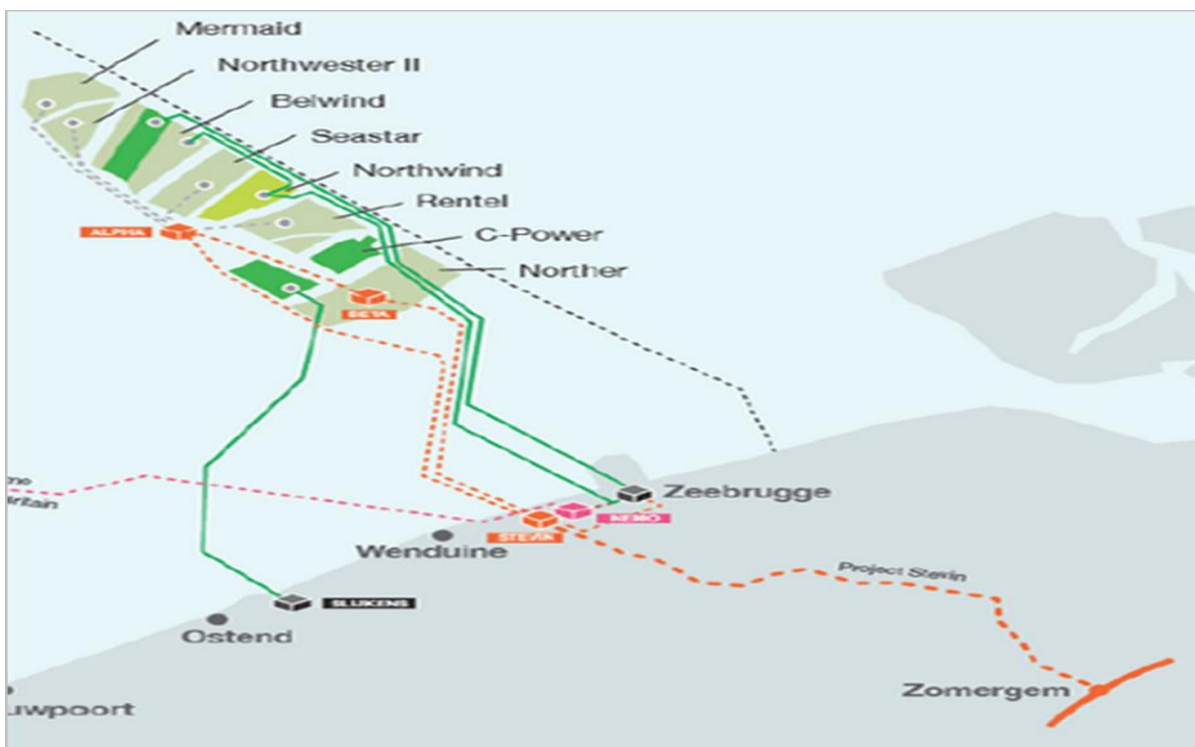 Mermaid
Northwester II
Belwind
Seastar
Northwind
Rentel
C-Power
Norther
ALPHA
BETA
Zeebrugge
NEMO
STEVIN
Wenduine
Project Stevin
SLIJKENS
Ostend
Zomergem
uwpoort